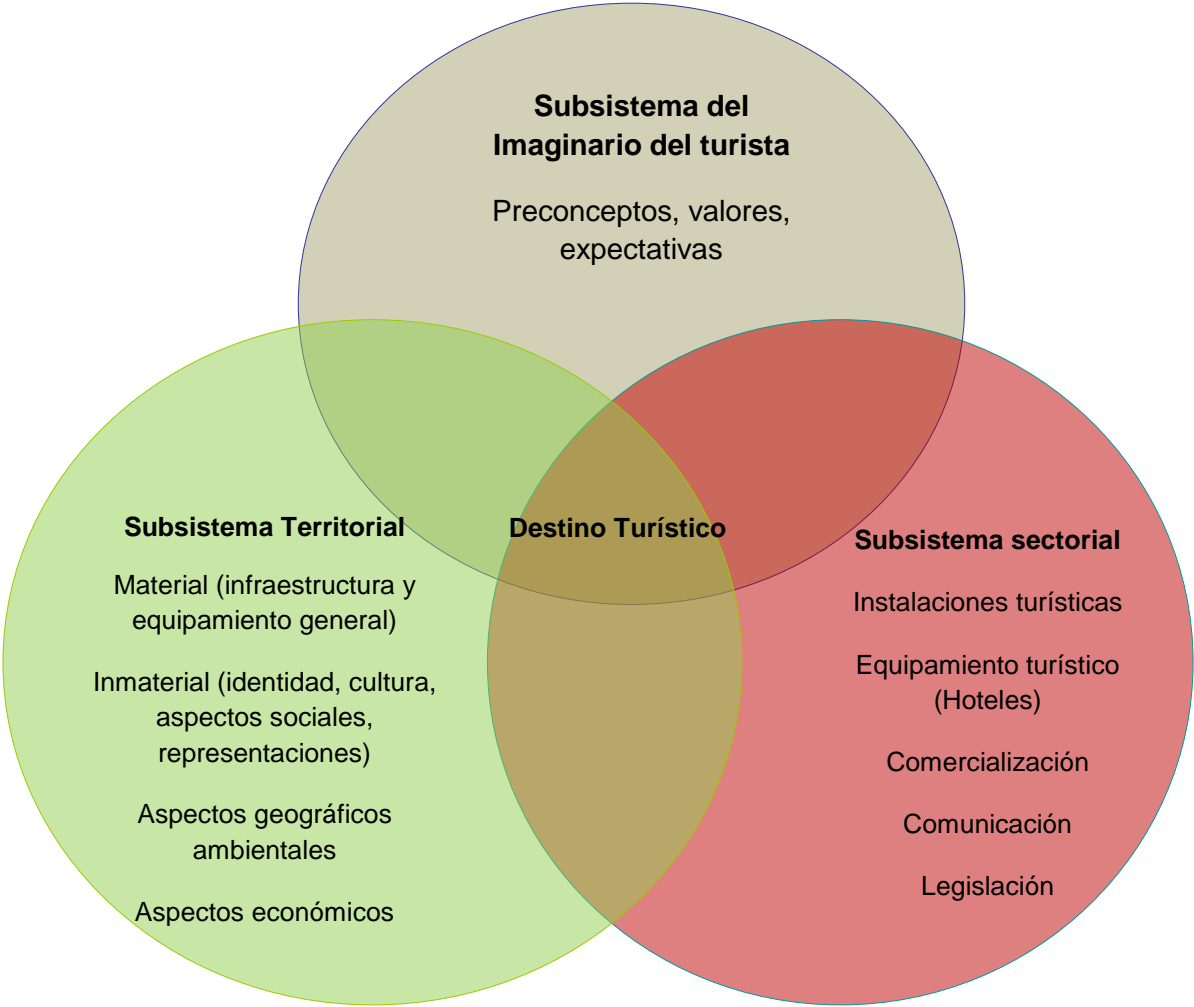 Subsistema del
Imaginario del turista
Preconceptos, valores,
expectativas
Subsistema Territorial
Material (infraestructura y
equipamiento general)
Inmaterial (identidad, cultura,
aspectos sociales,
representaciones)
Aspectos geográficos
ambientales
Aspectos económicos
Destino Turístico
Subsistema sectorial
Instalaciones turísticas
Equipamiento turístico
(Hoteles)
Comercialización
Comunicación
Legislación